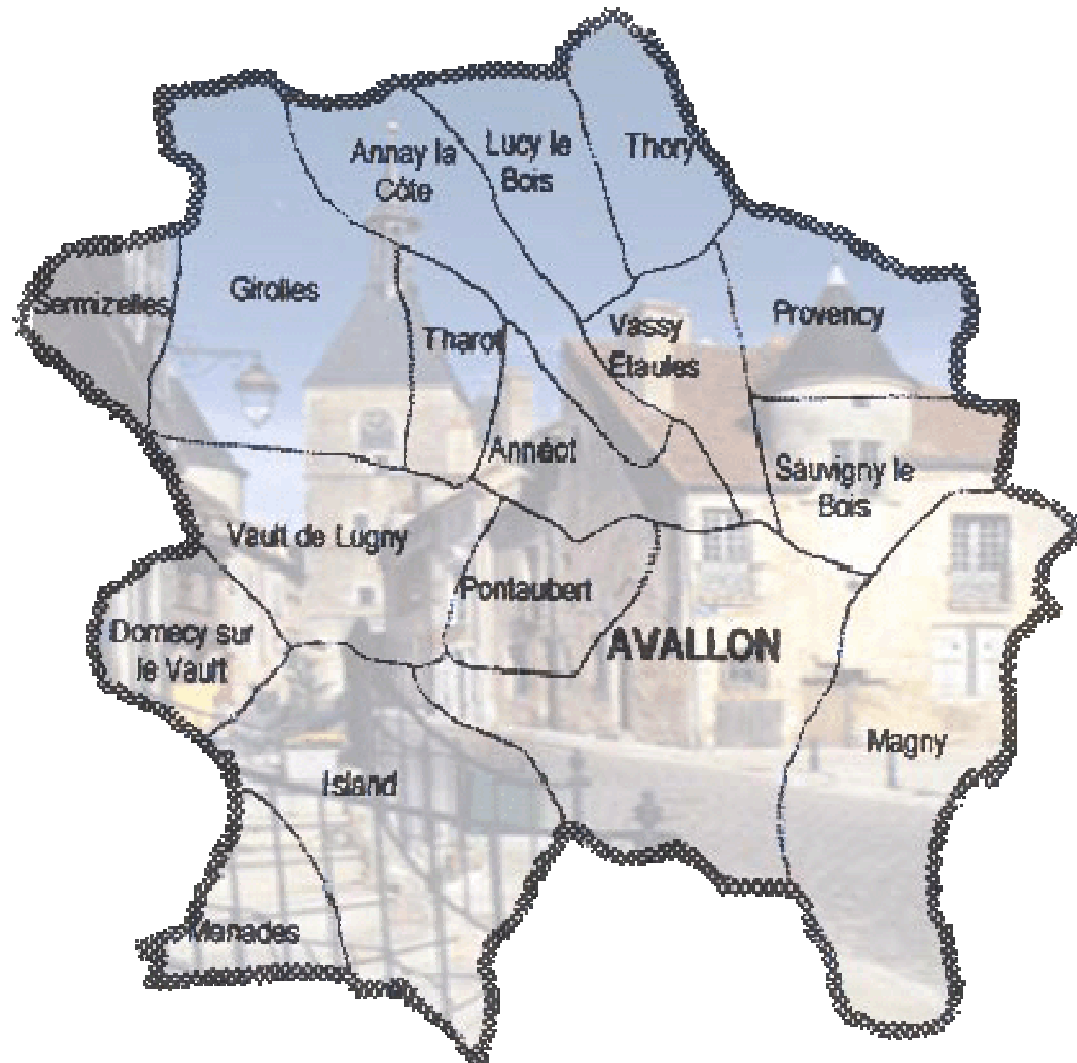 Annay la
Côte
Lucy le
Bois
Thory
Sermizelles
Girolles
Tharot
Vassy
Etaules
Provency
Annéot
Sauvigny le
Bois
Vault de Lugny
Pontaubert
Domecy sur
le Vault
AVALLON
Magny
Island
Menades